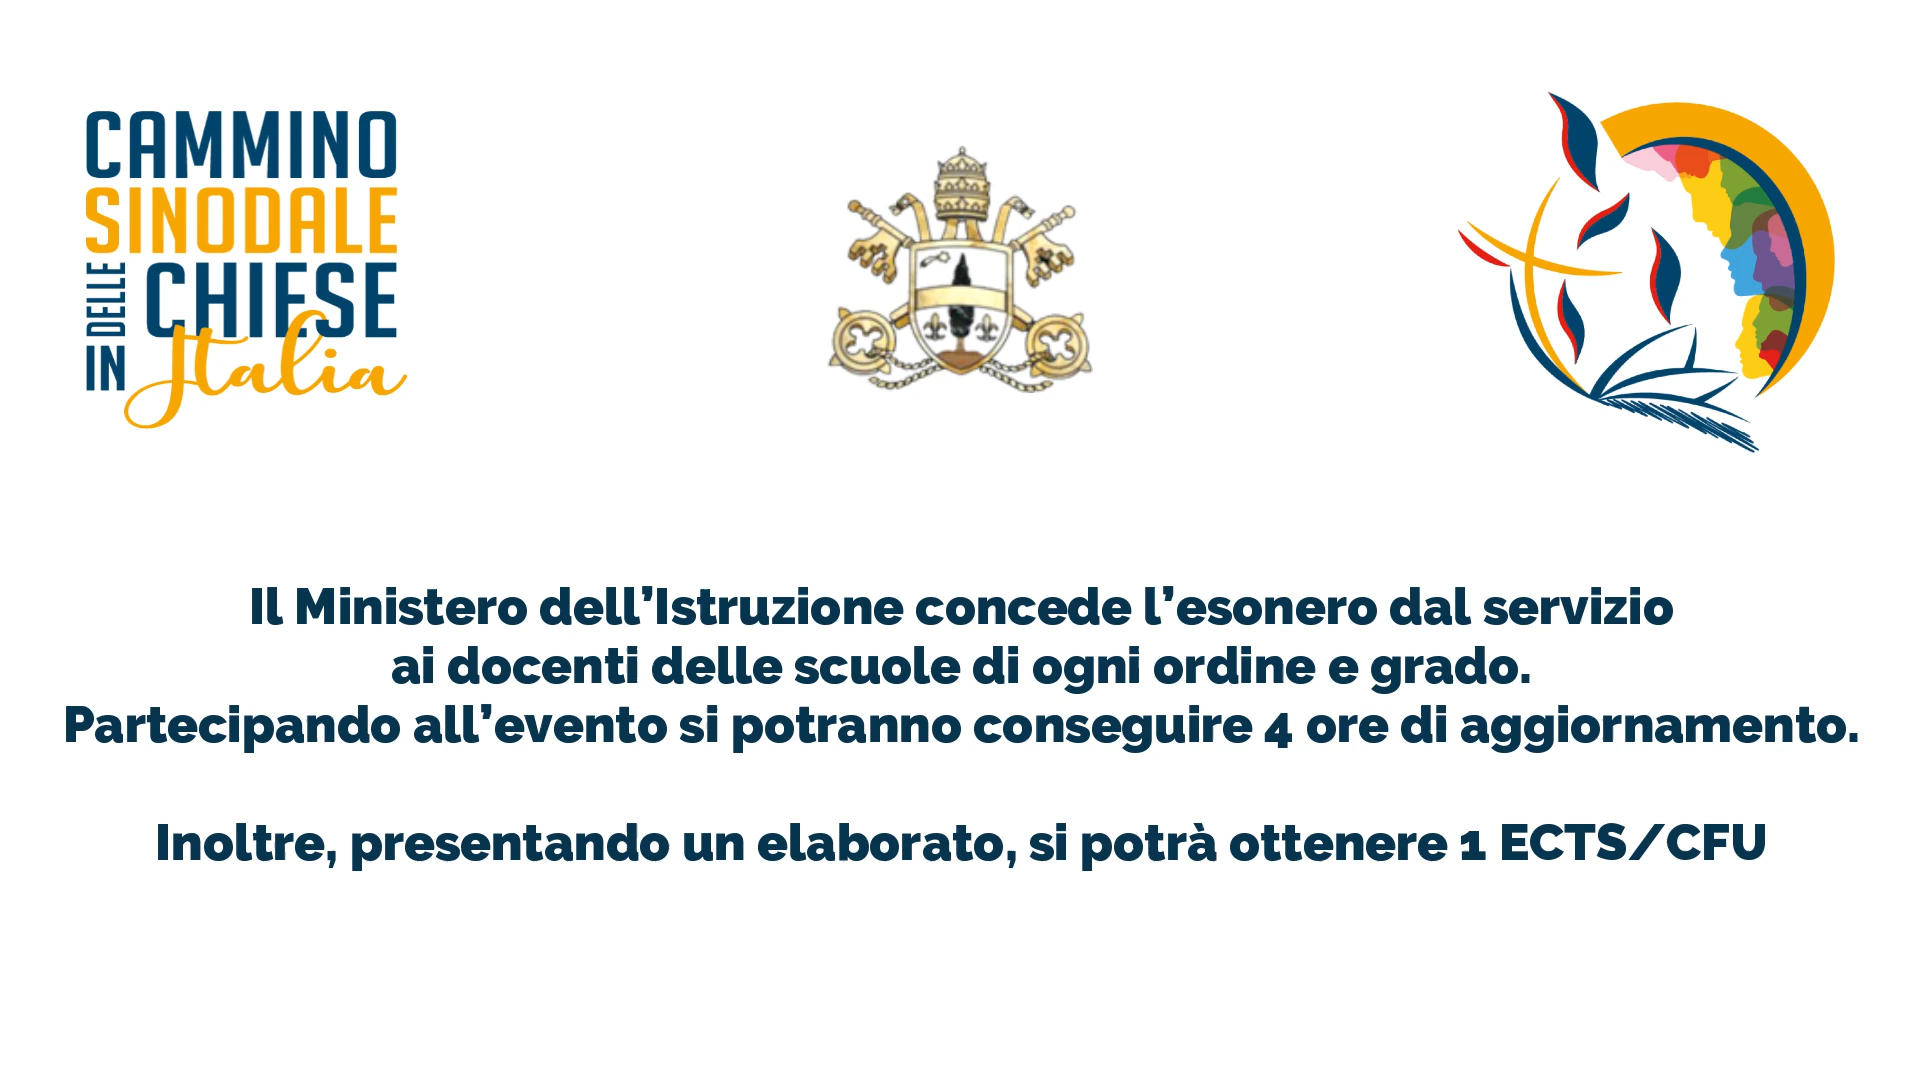 CAMMINO
SINODALE
DELLE CHIESE
IN Italia
Il Ministero dell’Istruzione concede l’esonero dal servizio
ai docenti delle scuole di ogni ordine e grado.
Partecipando all’evento si potranno conseguire 4 ore di aggiornamento.
Inoltre, presentando un elaborato, si potrà ottenere 1 ECTS/CFU